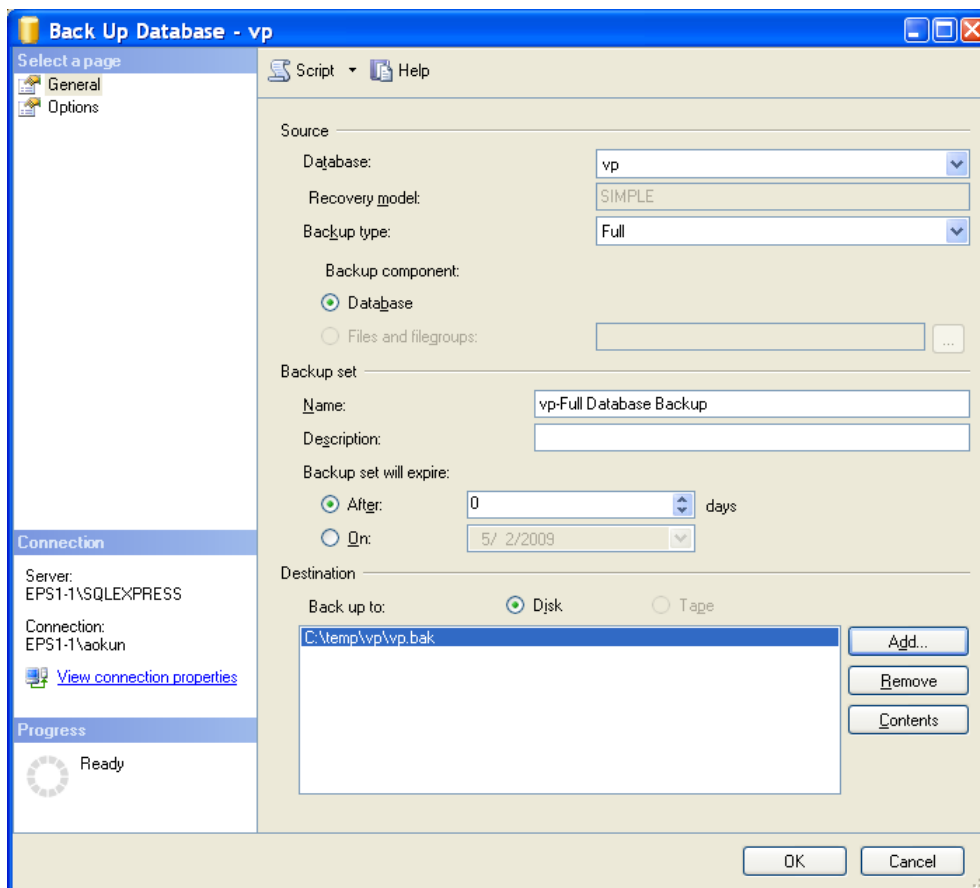 Back Up Database - vp
Select a page
General
Options
Script Help
Source
Database: vp
Recovery model: SIMPLE
Backup type: Full
Backup component:
Database
Files and filegroups: ...
Backup set
Name: vp-Full Database Backup
Description:
Backup set will expire:
After: 0 days
On: 5/ 2/2009
Connection
Server:
EPS1-1\SQLEXPRESS
Connection:
EPS1-1\aokun
View connection properties
Destination
Back up to: Disk Tape
C:\temp\vp\vp.bak
Add...
Remove
Contents
Progress
Ready
OK Cancel